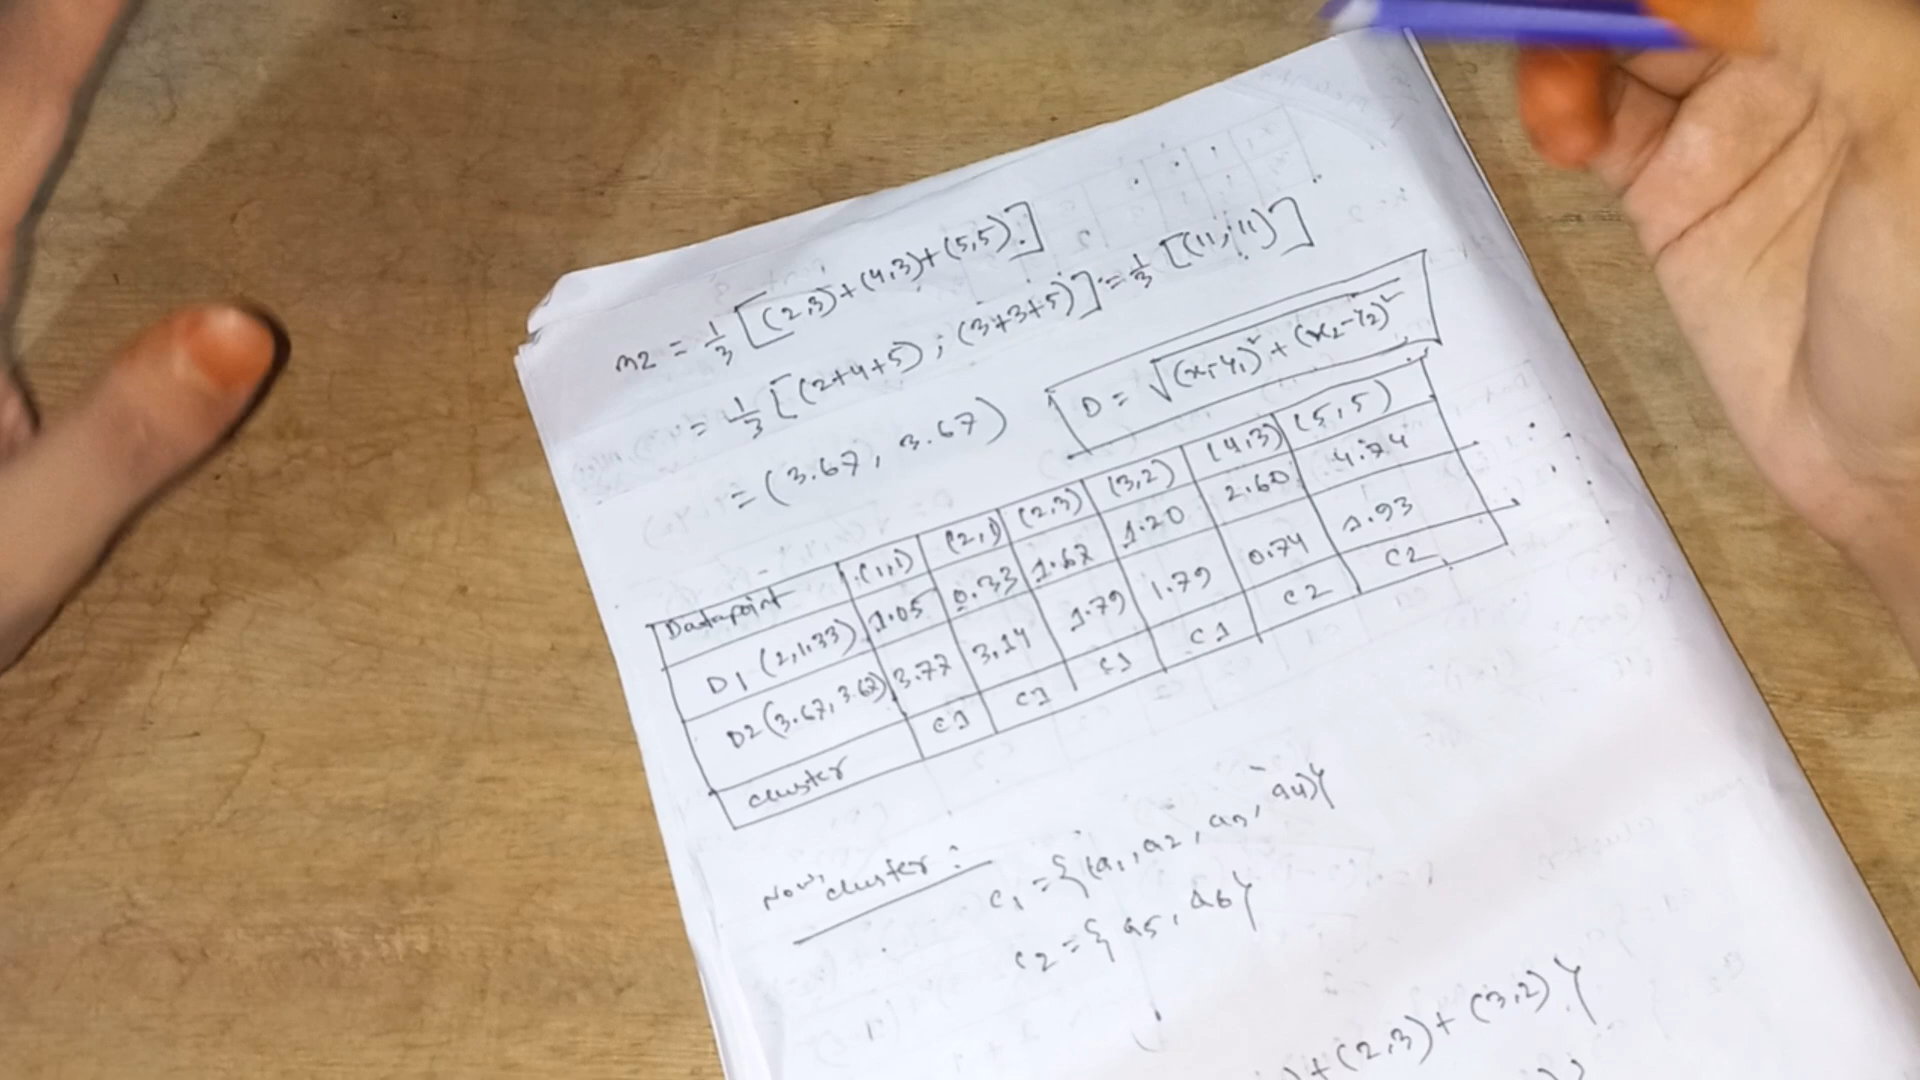 m2 = 1/3 [(2,3)+(4,3)+(5,5)]
= 1/3 [(2+4+5), (3+3+5)] = 1/3 [(11, 11)]
= (3.67, 3.67)
D = √(x1-y1)² + (x2-y2)²
Datapoint (1,1) (2,1) (2,3) (3,2) (4,3) (5,5)
D1 (2,1.33) 1.05 0.33 1.67 1.20 2.60 4.74
D2 (3.67, 3.67) 3.77 3.14 1.79 1.79 0.74 1.93
cluster C1 C1 C1 C1 C2 C2
Now, cluster:
C1 = {(a1, a2, a3, a4)}
C2 = {a5, a6}
+(2,3)+(3,2)}